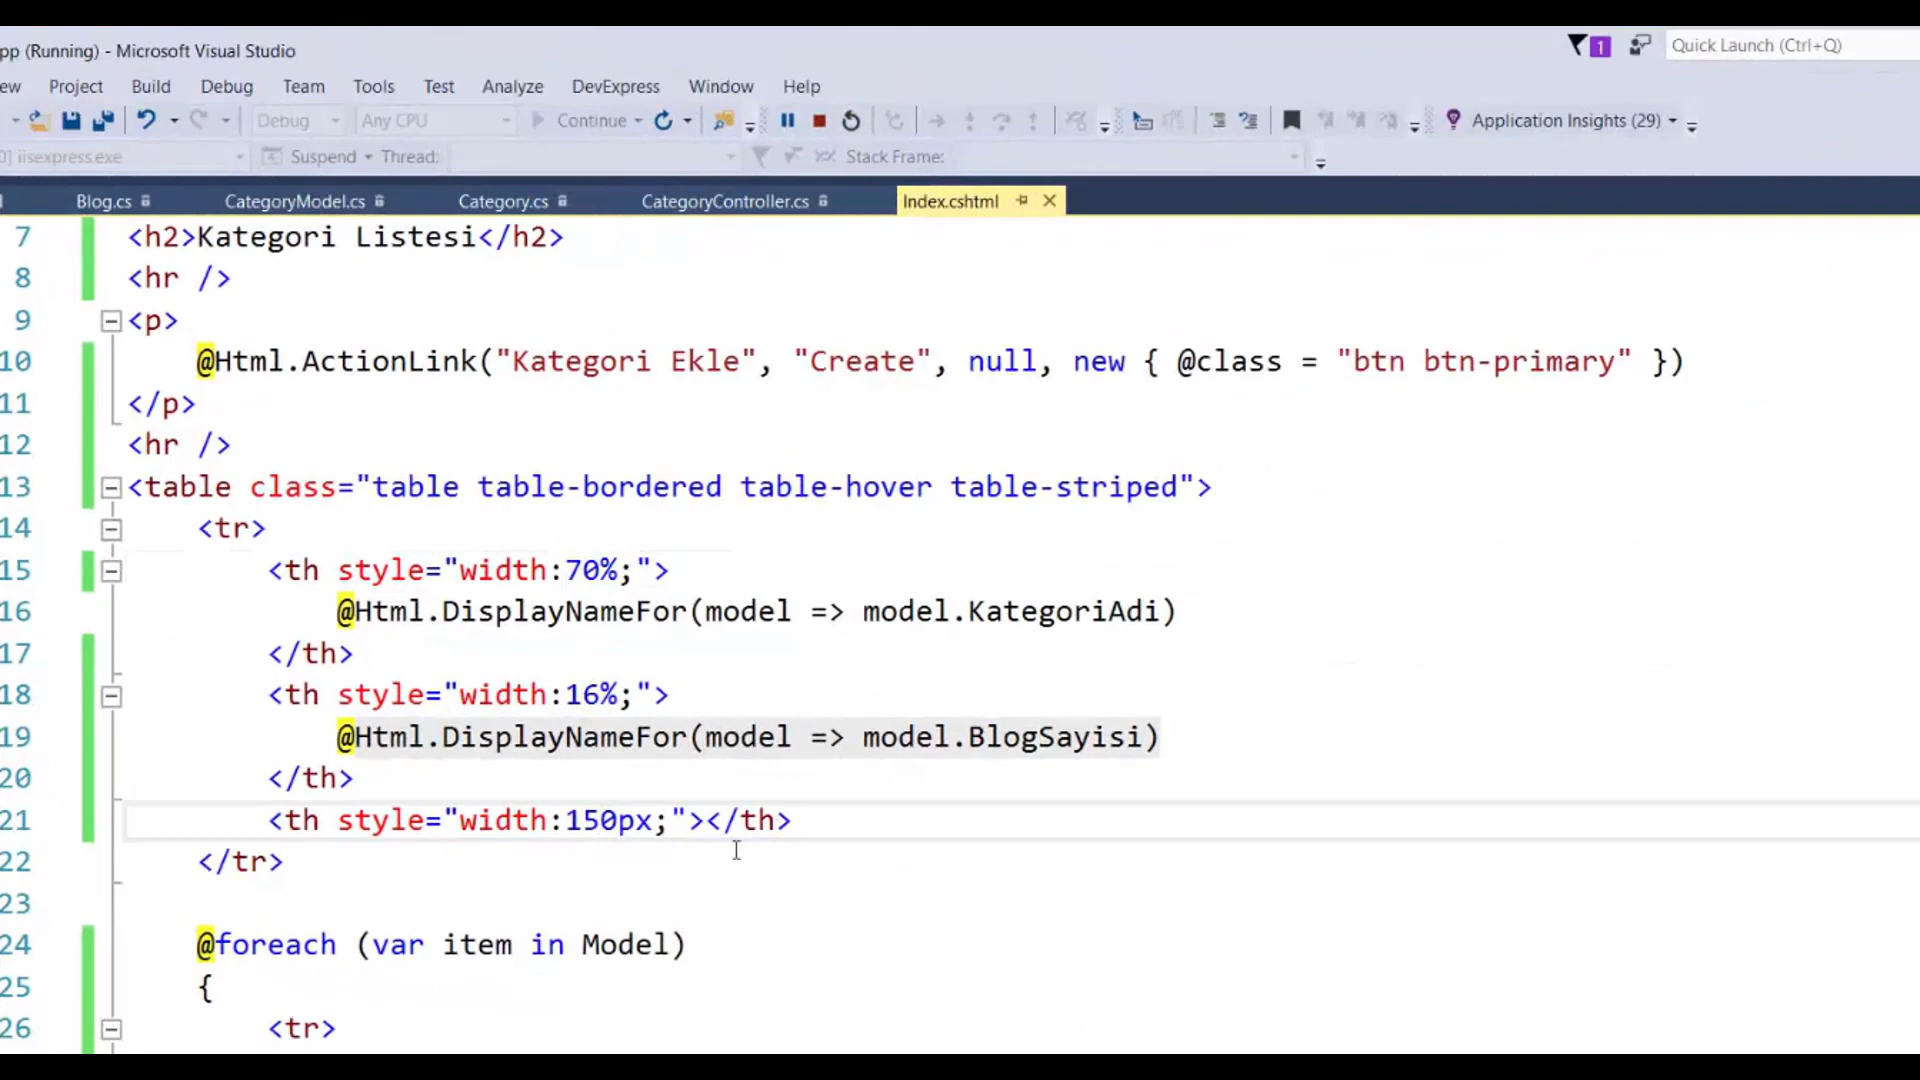 pp (Running) - Microsoft Visual Studio
1
Quick Launch (Ctrl+Q)
ew Project Build Debug Team Tools Test Analyze DevExpress Window Help
Debug Any CPU Continue Application Insights (29)
0] iisexpress.exe Suspend Thread: Stack Frame:
Blog.cs CategoryModel.cs Category.cs CategoryController.cs Index.cshtml
7 <h2>Kategori Listesi</h2>
8 <hr />
9 <p>
10 @Html.ActionLink("Kategori Ekle", "Create", null, new { @class = "btn btn-primary" })
11 </p>
12 <hr />
13 <table class="table table-bordered table-hover table-striped">
14 <tr>
15 <th style="width:70%;">
16 @Html.DisplayNameFor(model => model.KategoriAdi)
17 </th>
18 <th style="width:16%;">
19 @Html.DisplayNameFor(model => model.BlogSayisi)
20 </th>
21 <th style="width:150px;"></th>
22 </tr>
23
24 @foreach (var item in Model)
25 {
26 <tr>